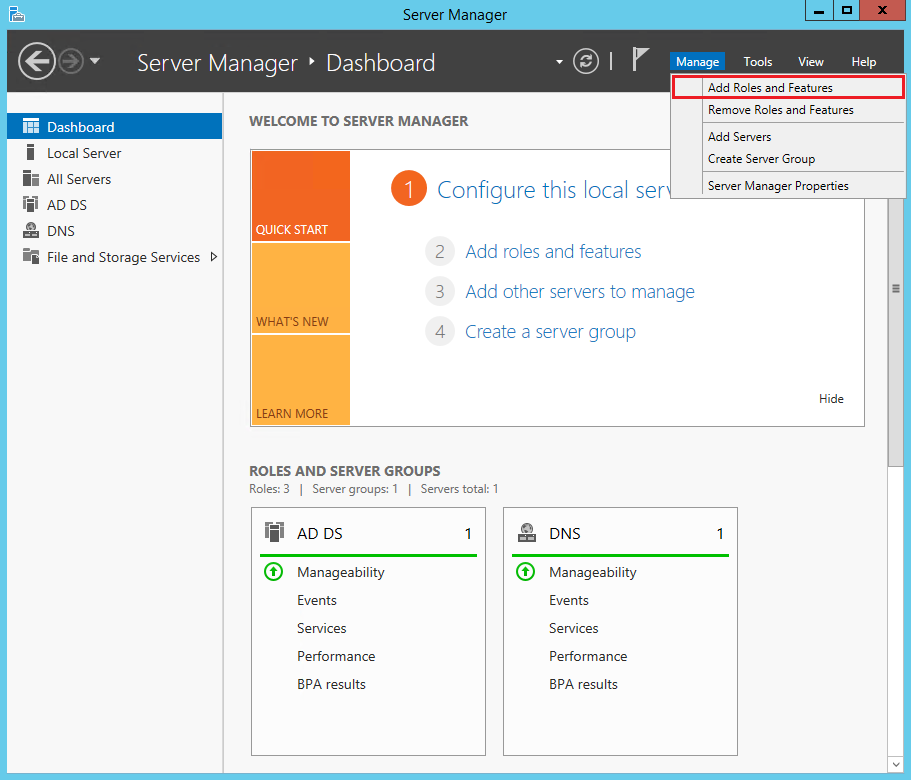 Server Manager
Server Manager ‣ Dashboard
Manage Tools View Help
Add Roles and Features
Remove Roles and Features
Add Servers
Create Server Group
Server Manager Properties
Dashboard
Local Server
All Servers
AD DS
DNS
File and Storage Services
WELCOME TO SERVER MANAGER
QUICK START
WHAT'S NEW
LEARN MORE
1 Configure this local serv
2 Add roles and features
3 Add other servers to manage
4 Create a server group
Hide
ROLES AND SERVER GROUPS
Roles: 3 | Server groups: 1 | Servers total: 1
AD DS 1
Manageability
Events
Services
Performance
BPA results
DNS 1
Manageability
Events
Services
Performance
BPA results